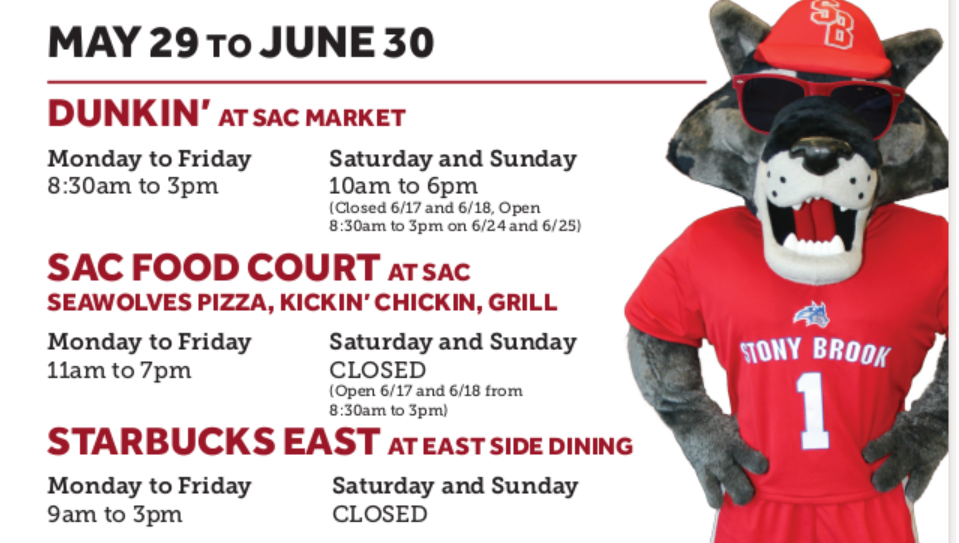 MAY 29 TO JUNE 30
DUNKIN' AT SAC MARKET
Monday to Friday
8:30am to 3pm
Saturday and Sunday
10am to 6pm
(Closed 6/17 and 6/18, Open
8:30am to 3pm on 6/24 and 6/25)
SAC FOOD COURT AT SAC
SEAWOLVES PIZZA, KICKIN' CHICKIN, GRILL
Monday to Friday
11am to 7pm
Saturday and Sunday
CLOSED
(Open 6/17 and 6/18 from
8:30am to 3pm)
STARBUCKS EAST AT EAST SIDE DINING
Monday to Friday
9am to 3pm
Saturday and Sunday
CLOSED
SB
STONY BROOK
1